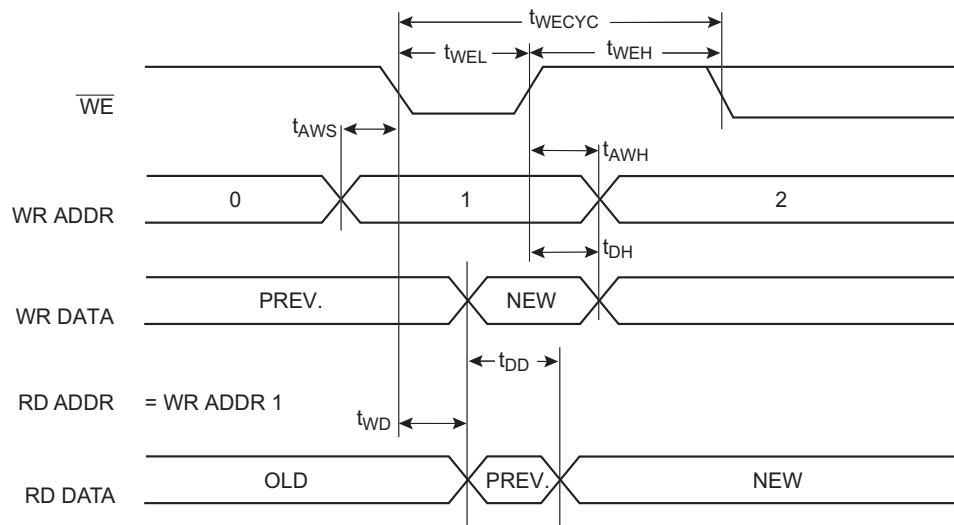 tWECYC
tWEL
tWEH
WE
tAWS
tAWH
WR ADDR
0
1
2
tDH
WR DATA
PREV.
NEW
tDD
RD ADDR = WR ADDR 1
tWD
RD DATA
OLD
PREV.
NEW